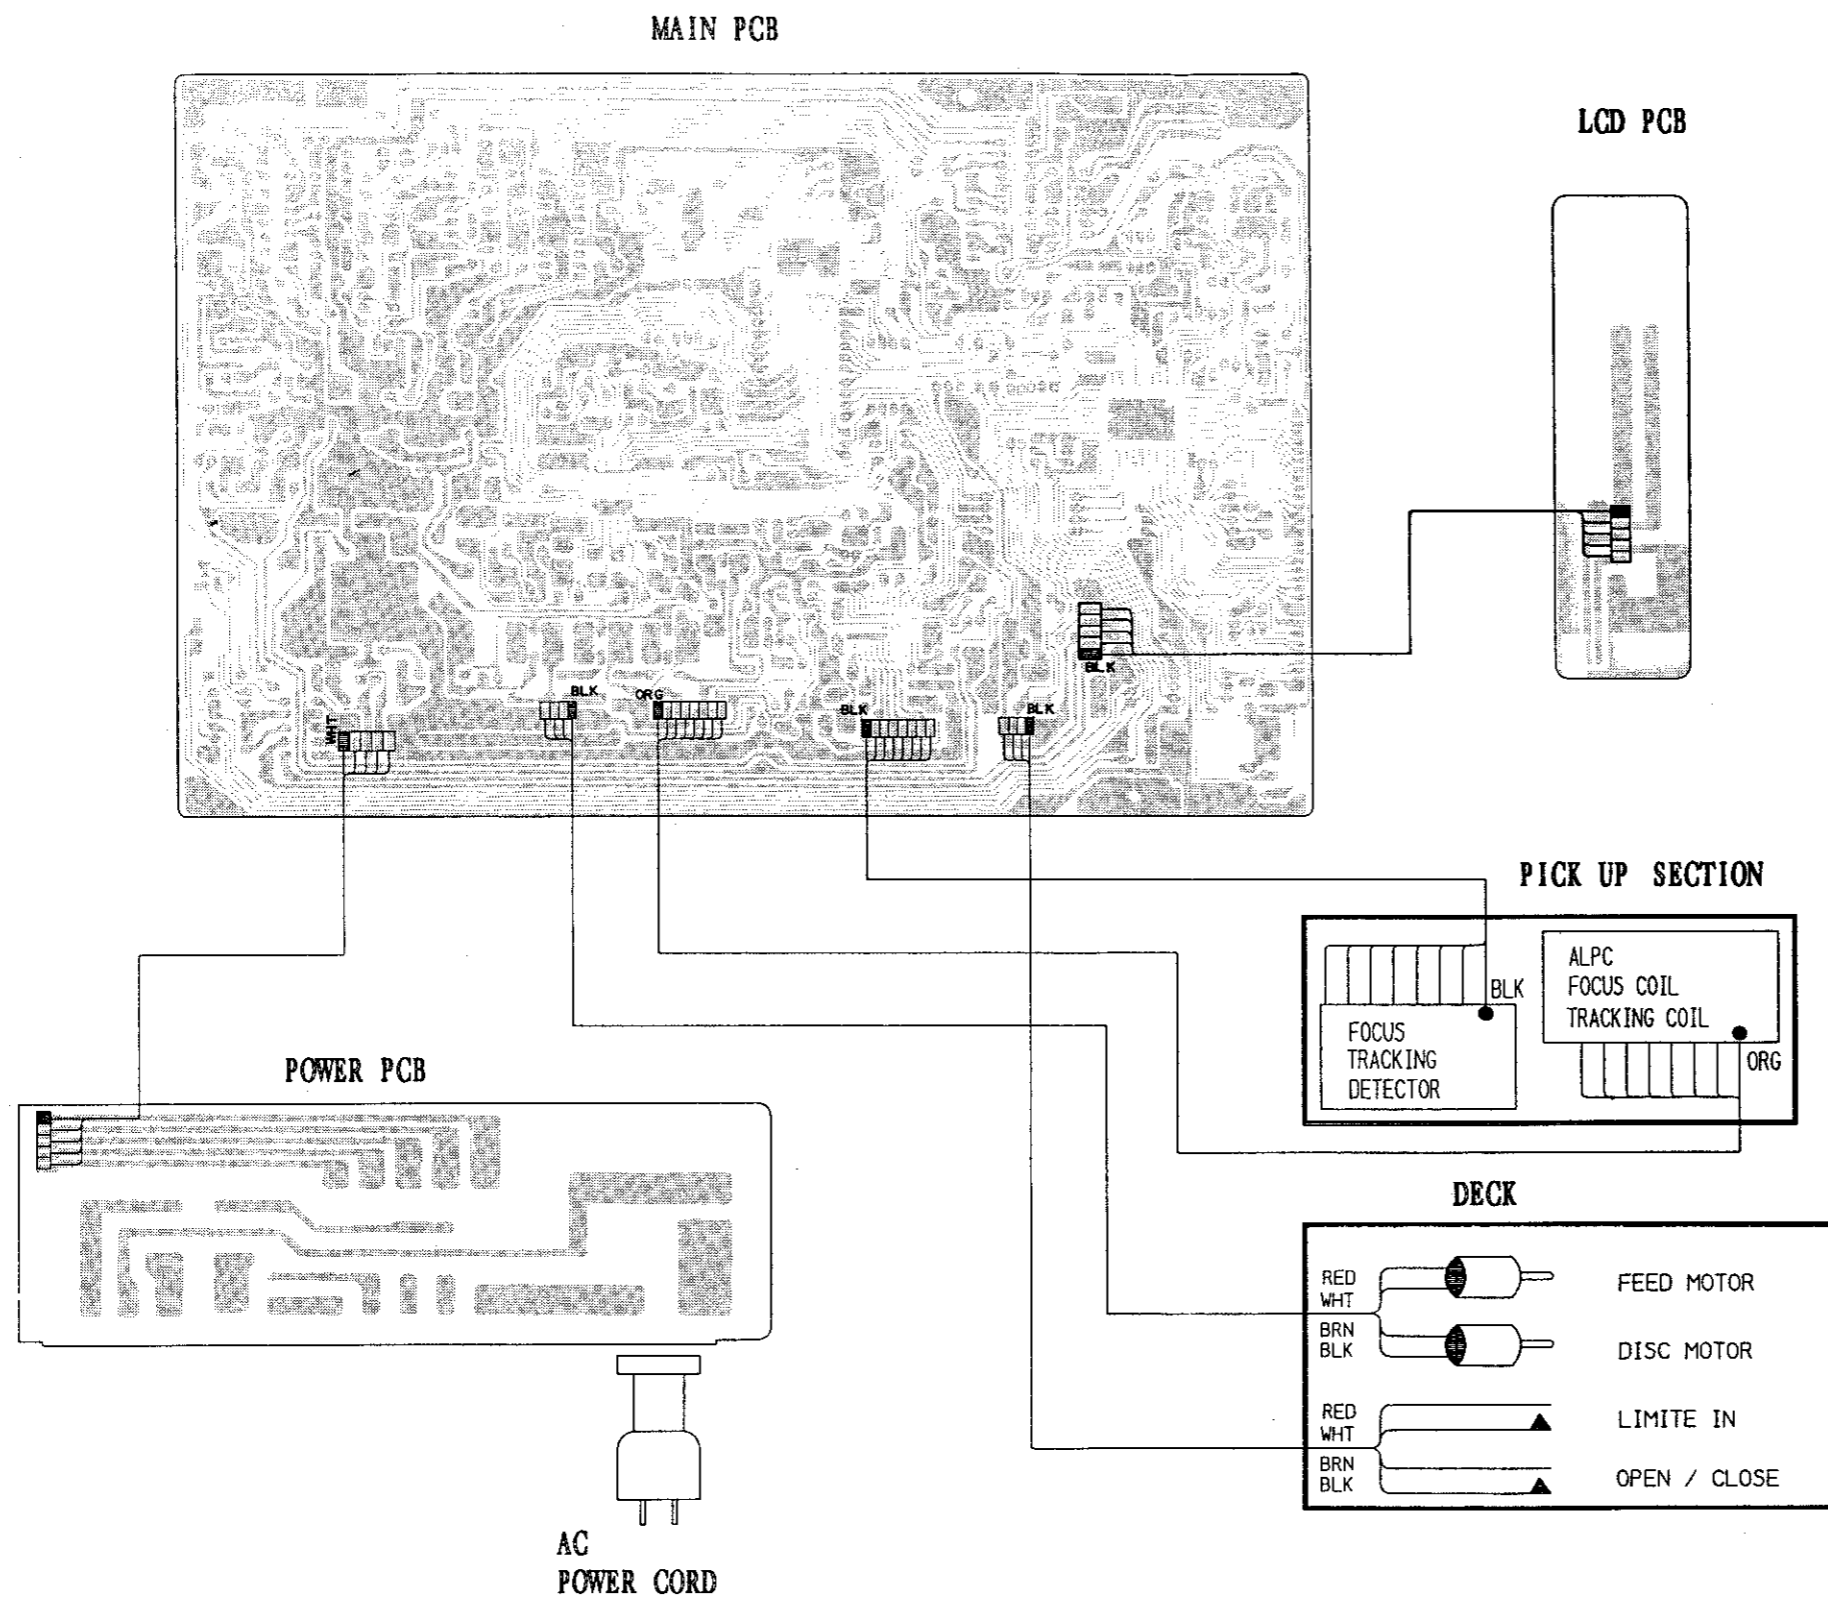 MAIN PCB
LCD PCB
BLK
BLK
ORG
BLK
BLK
WHT
PICK UP SECTION
ALPC
FOCUS COIL
TRACKING COIL
BLK
ORG
FOCUS
TRACKING
DETECTOR
POWER PCB
DECK
RED
WHT
FEED MOTOR
BRN
BLK
DISC MOTOR
RED
WHT
LIMITE IN
BRN
BLK
OPEN / CLOSE
AC
POWER CORD